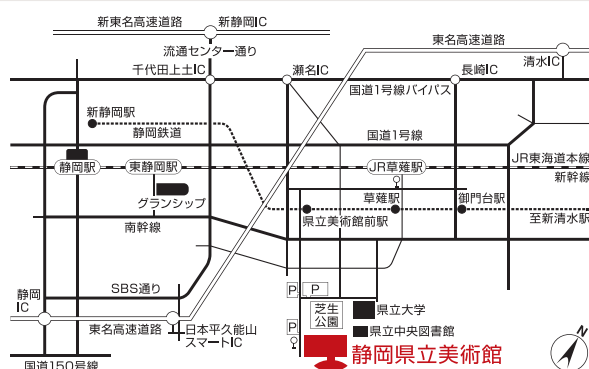 新東名高速道路
新静岡IC
流通センター通り
東名高速道路
清水IC
千代田上土IC
瀬名IC
長崎IC
国道1号線バイパス
新静岡駅
静岡鉄道
国道1号線
静岡駅
東静岡駅
JR草薙駅
JR東海道本線
新幹線
グランシップ
草薙駅
御門台駅
県立美術館前駅
至新清水駅
南幹線
SBS通り
静岡
IC
東名高速道路
日本平久能山
スマートIC
国道150号線
P
P
P
芝生
公園
県立大学
県立中央図書館
静岡県立美術館
N